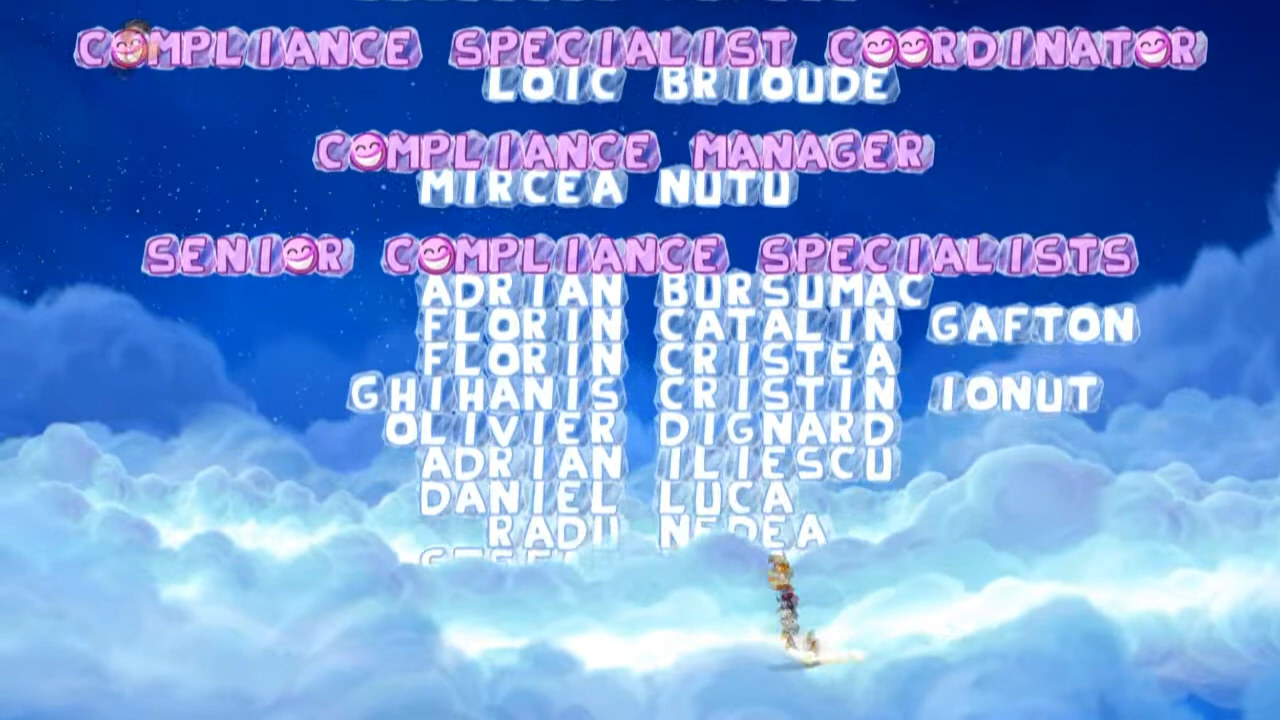 COMPLIANCE SPECIALIST COORDINATOR
LOIC BRIOUDE
COMPLIANCE MANAGER
MIRCEA NUTU
SENIOR COMPLIANCE SPECIALISTS
ADRIAN BURSUMAC
FLORIN CATALIN GAFTON
FLORIN CRISTEA
GHIHANIS CRISTIN IONUT
OLIVIER DIGNARD
ADRIAN ILIESCU
DANIEL LUCA
RADU NEDEA